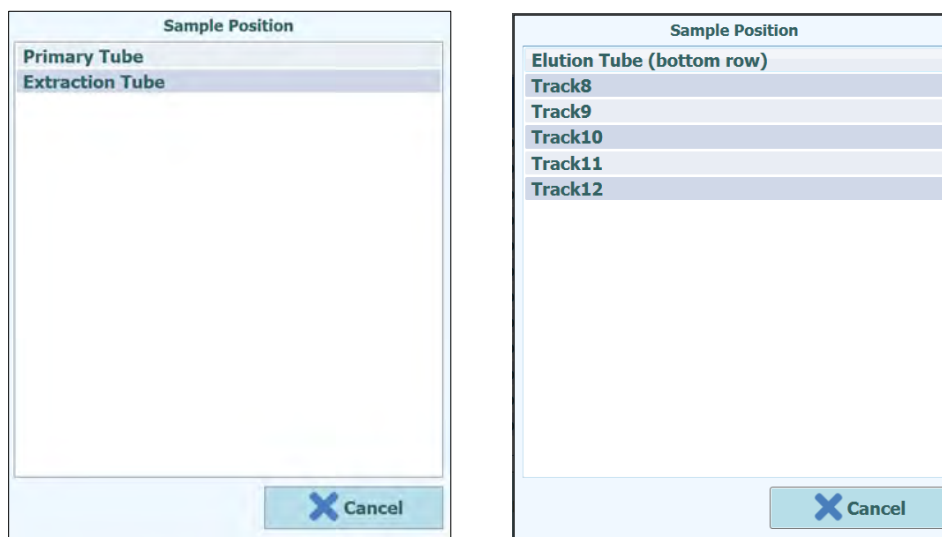 Sample Position
Primary Tube
Extraction Tube
Cancel
Sample Position
Elution Tube (bottom row)
Track8
Track9
Track10
Track11
Track12
Cancel